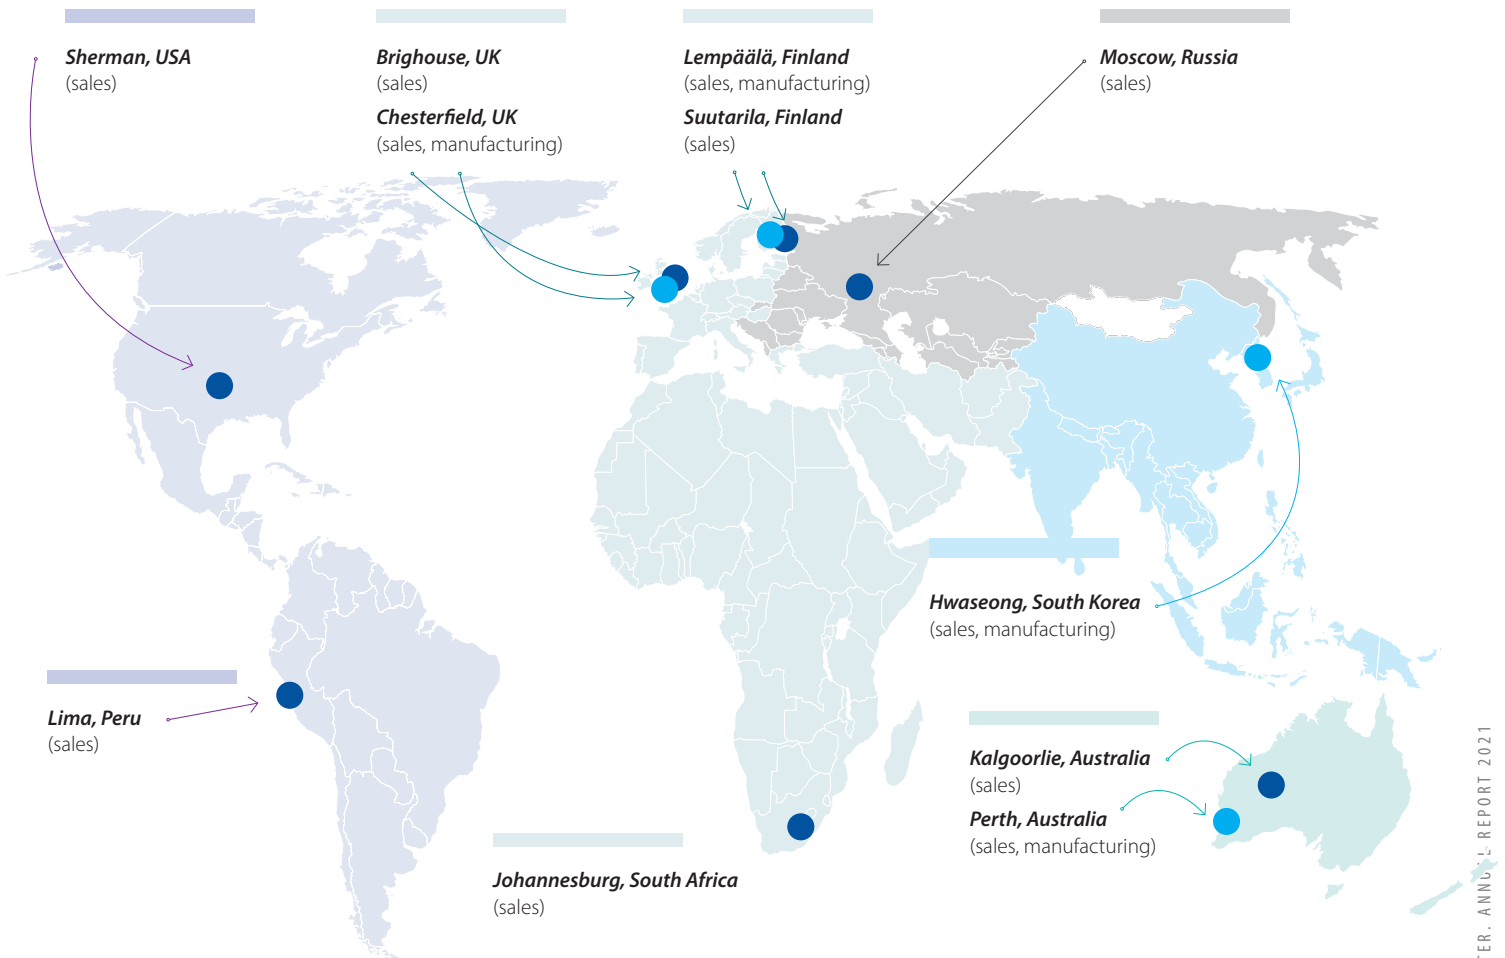 Sherman, USA
(sales)
Brighouse, UK
(sales)
Chesterfield, UK
(sales, manufacturing)
Lempäälä, Finland
(sales, manufacturing)
Suutarila, Finland
(sales)
Moscow, Russia
(sales)
Hwaseong, South Korea
(sales, manufacturing)
Lima, Peru
(sales)
Kalgoorlie, Australia
(sales)
Perth, Australia
(sales, manufacturing)
Johannesburg, South Africa
(sales)
ANNUAL REPORT 2021